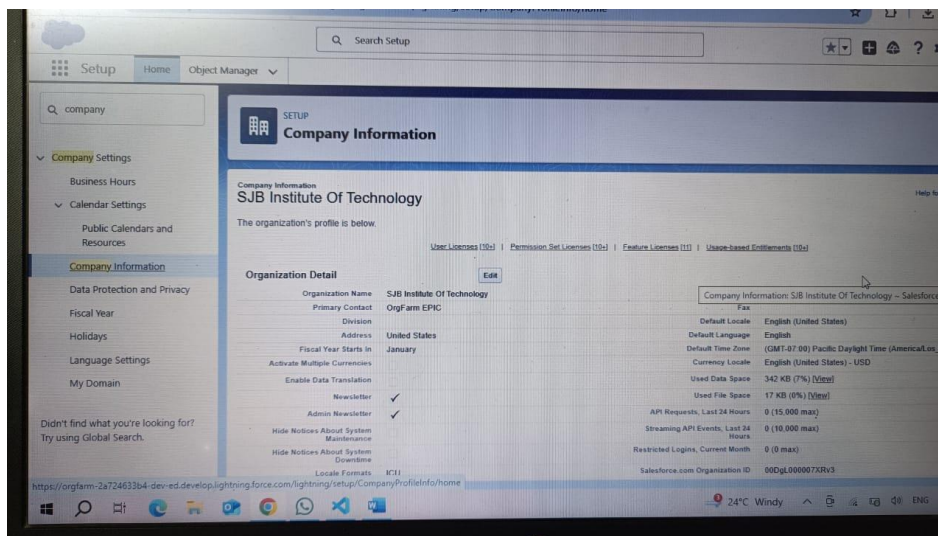 Search Setup
Setup
Home
Object Manager
company
Company Settings
Business Hours
Calendar Settings
Public Calendars and
Resources
Company Information
Data Protection and Privacy
Fiscal Year
Holidays
Language Settings
My Domain
Didn't find what you're looking for?
Try using Global Search.
SETUP
Company Information
Company Information
SJB Institute Of Technology
Help fo
The organization's profile is below.
User Licenses [10+] | Permission Set Licenses [10+] | Feature Licenses [11] | Usage-based Entitlements [10+]
Organization Detail
Edit
Organization Name SJB Institute Of Technology
Primary Contact OrgFarm EPIC
Division
Address United States
Fiscal Year Starts In January
Activate Multiple Currencies
Enable Data Translation
Newsletter ✓
Admin Newsletter ✓
Hide Notices About System
Maintenance
Hide Notices About System
Downtime
Locale Formats ICU
Company Information: SJB Institute Of Technology ~ Salesforce
Fax
Default Locale English (United States)
Default Language English
Default Time Zone (GMT-07:00) Pacific Daylight Time (America/Los_
Currency Locale English (United States) - USD
Used Data Space 342 KB (7%) [View]
Used File Space 17 KB (0%) [View]
API Requests, Last 24 Hours 0 (15,000 max)
Streaming API Events, Last 24
Hours 0 (10,000 max)
Restricted Logins, Current Month 0 (0 max)
Salesforce.com Organization ID 00DgL000007XRv3
https://orgfarm-2a724633b4-dev-ed.develop.lightning.force.com/lightning/setup/CompanyProfileInfo/home
24°C Windy
ENG